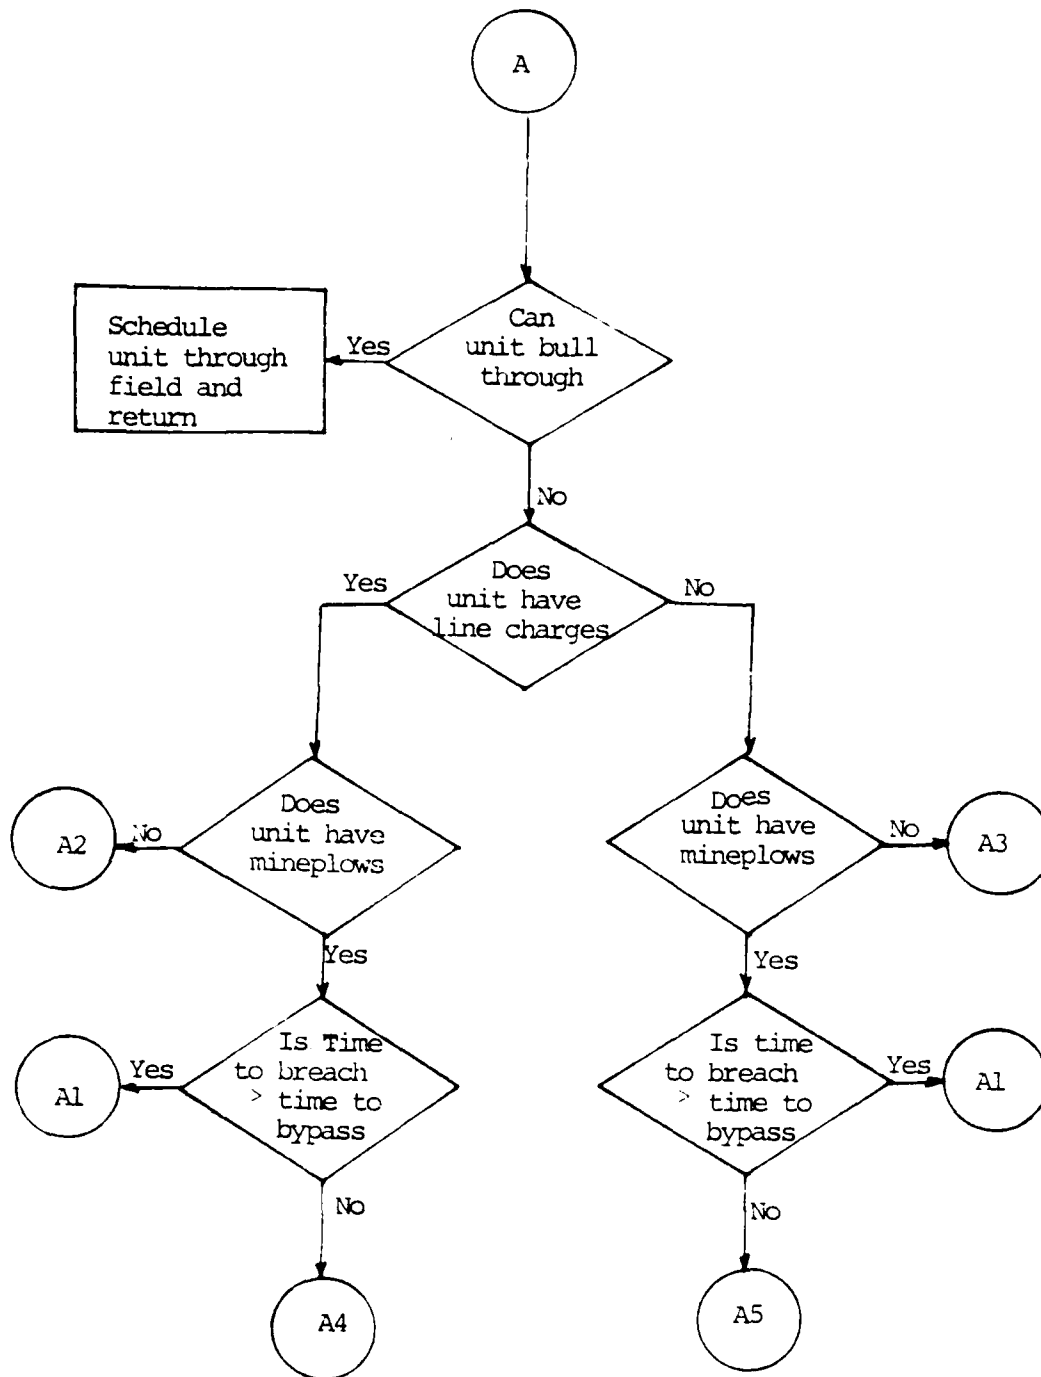 A
Can
unit bull
through
Yes
Schedule
unit through
field and
return
No
Does
unit have
line charges
Yes
No
Does
unit have
mineplows
No
A2
Yes
Does
unit have
mineplows
No
A3
Yes
Is Time
to breach
> time to
bypass
Yes
A1
No
A4
Is time
to breach
> time to
bypass
Yes
A1
No
A5